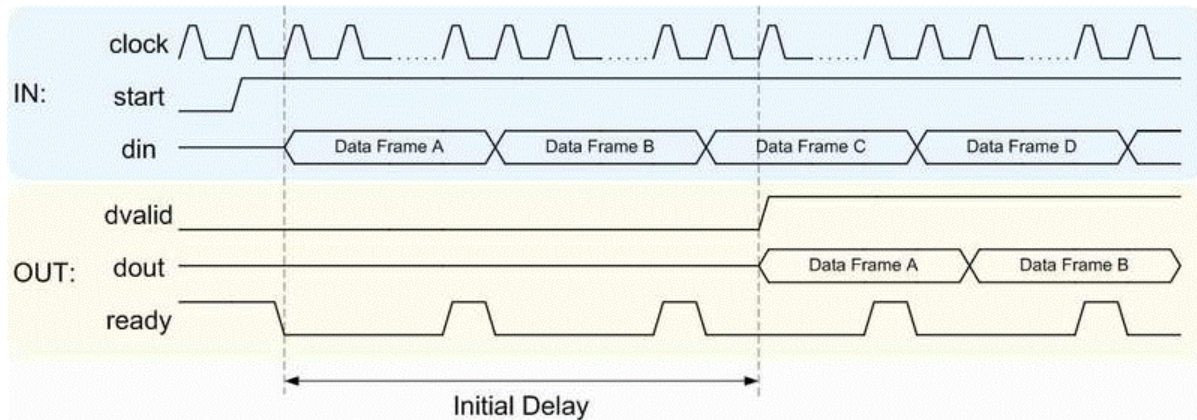 clock
IN:
start
din
Data Frame A
Data Frame B
Data Frame C
Data Frame D
dvalid
OUT:
dout
Data Frame A
Data Frame B
ready
Initial Delay